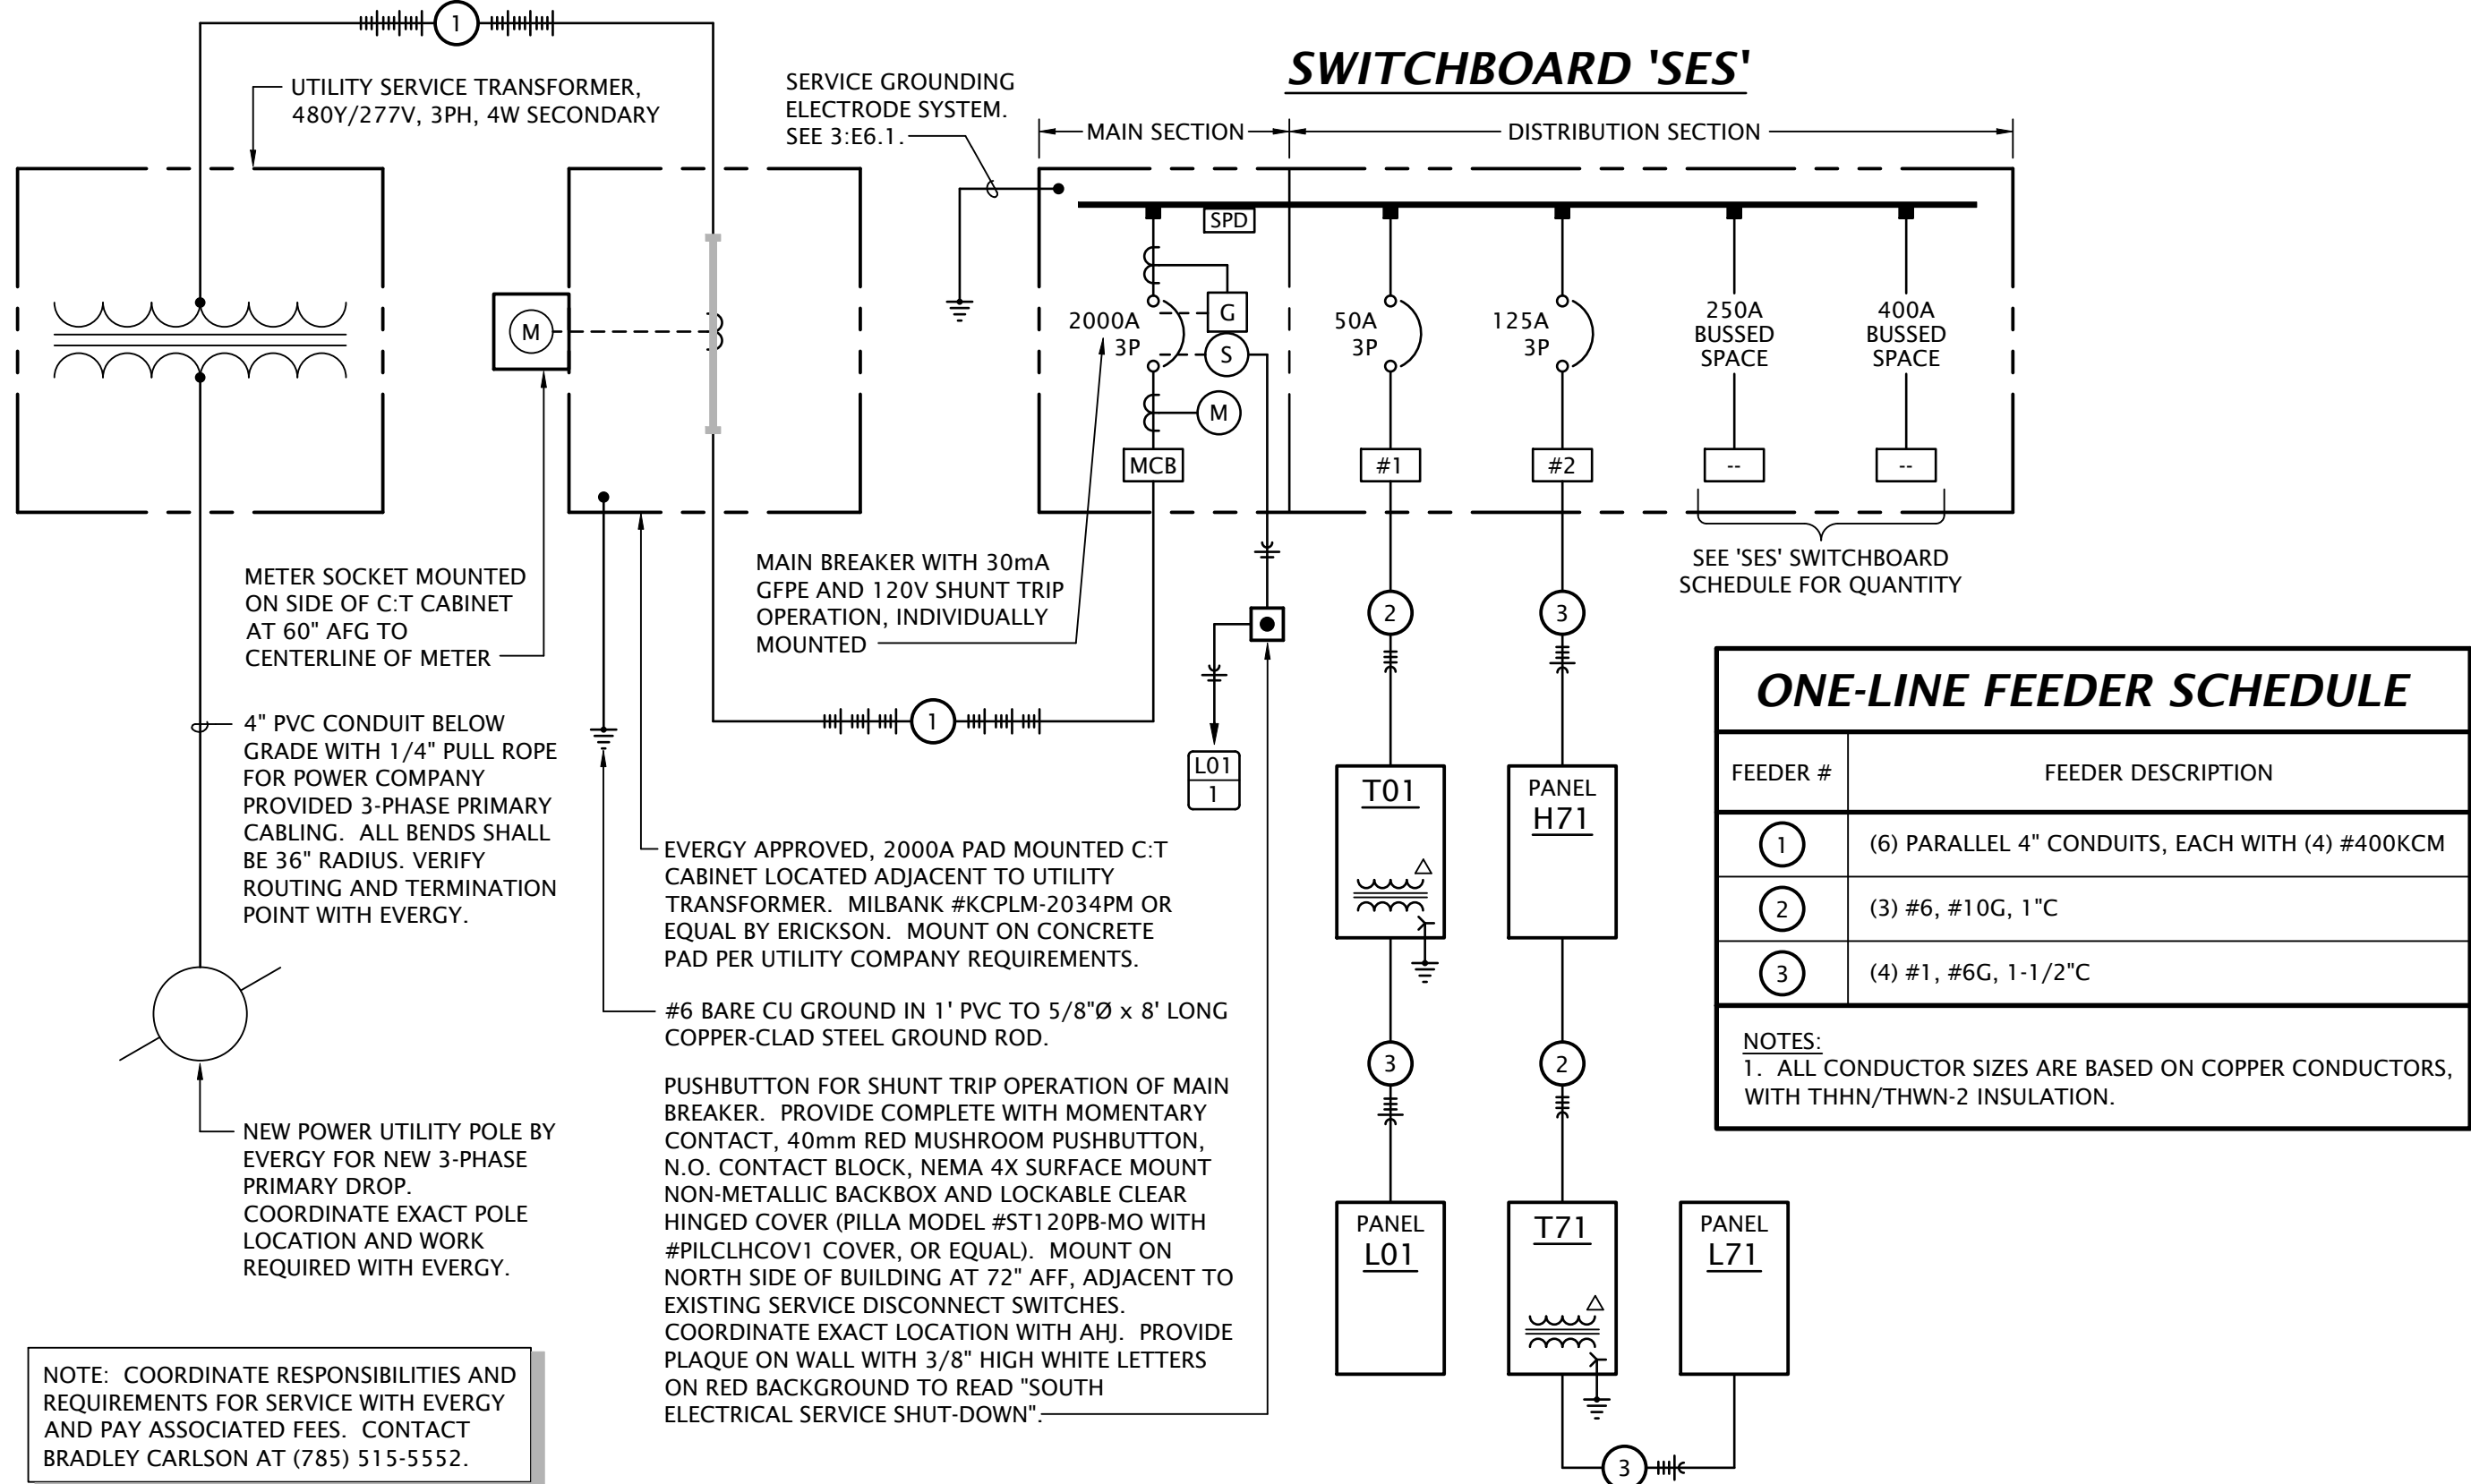 1
UTILITY SERVICE TRANSFORMER,
480Y/277V, 3PH, 4W SECONDARY
SERVICE GROUNDING
ELECTRODE SYSTEM.
SEE 3:E6.1.
SWITCHBOARD 'SES'
MAIN SECTION
DISTRIBUTION SECTION
SPD
M
2000A
3P
G
S
M
MCB
50A
3P
#1
125A
3P
#2
250A
BUSSED
SPACE
--
400A
BUSSED
SPACE
--
SEE 'SES' SWITCHBOARD
SCHEDULE FOR QUANTITY
METER SOCKET MOUNTED
ON SIDE OF C:T CABINET
AT 60" AFG TO
CENTERLINE OF METER
MAIN BREAKER WITH 30mA
GFPE AND 120V SHUNT TRIP
OPERATION, INDIVIDUALLY
MOUNTED
2
3
1
4" PVC CONDUIT BELOW
GRADE WITH 1/4" PULL ROPE
FOR POWER COMPANY
PROVIDED 3-PHASE PRIMARY
CABLING. ALL BENDS SHALL
BE 36" RADIUS. VERIFY
ROUTING AND TERMINATION
POINT WITH EVERGY.
L01
1
T01
PANEL
H71
EVERGY APPROVED, 2000A PAD MOUNTED C:T
CABINET LOCATED ADJACENT TO UTILITY
TRANSFORMER. MILBANK #KCPLM-2034PM OR
EQUAL BY ERICKSON. MOUNT ON CONCRETE
PAD PER UTILITY COMPANY REQUIREMENTS.
#6 BARE CU GROUND IN 1' PVC TO 5/8"Ø x 8' LONG
COPPER-CLAD STEEL GROUND ROD.
3
2
PUSHBUTTON FOR SHUNT TRIP OPERATION OF MAIN
BREAKER. PROVIDE COMPLETE WITH MOMENTARY
CONTACT, 40mm RED MUSHROOM PUSHBUTTON,
N.O. CONTACT BLOCK, NEMA 4X SURFACE MOUNT
NON-METALLIC BACKBOX AND LOCKABLE CLEAR
HINGED COVER (PILLA MODEL #ST120PB-MO WITH
#PILCLHCOV1 COVER, OR EQUAL). MOUNT ON
NORTH SIDE OF BUILDING AT 72" AFF, ADJACENT TO
EXISTING SERVICE DISCONNECT SWITCHES.
COORDINATE EXACT LOCATION WITH AHJ. PROVIDE
PLAQUE ON WALL WITH 3/8" HIGH WHITE LETTERS
ON RED BACKGROUND TO READ "SOUTH
ELECTRICAL SERVICE SHUT-DOWN".
NEW POWER UTILITY POLE BY
EVERGY FOR NEW 3-PHASE
PRIMARY DROP.
COORDINATE EXACT POLE
LOCATION AND WORK
REQUIRED WITH EVERGY.
PANEL
L01
T71
PANEL
L71
3
NOTE: COORDINATE RESPONSIBILITIES AND
REQUIREMENTS FOR SERVICE WITH EVERGY
AND PAY ASSOCIATED FEES. CONTACT
BRADLEY CARLSON AT (785) 515-5552.
ONE-LINE FEEDER SCHEDULE
FEEDER # FEEDER DESCRIPTION
1 (6) PARALLEL 4" CONDUITS, EACH WITH (4) #400KCM
2 (3) #6, #10G, 1"C
3 (4) #1, #6G, 1-1/2"C
NOTES:
1. ALL CONDUCTOR SIZES ARE BASED ON COPPER CONDUCTORS,
WITH THHN/THWN-2 INSULATION.